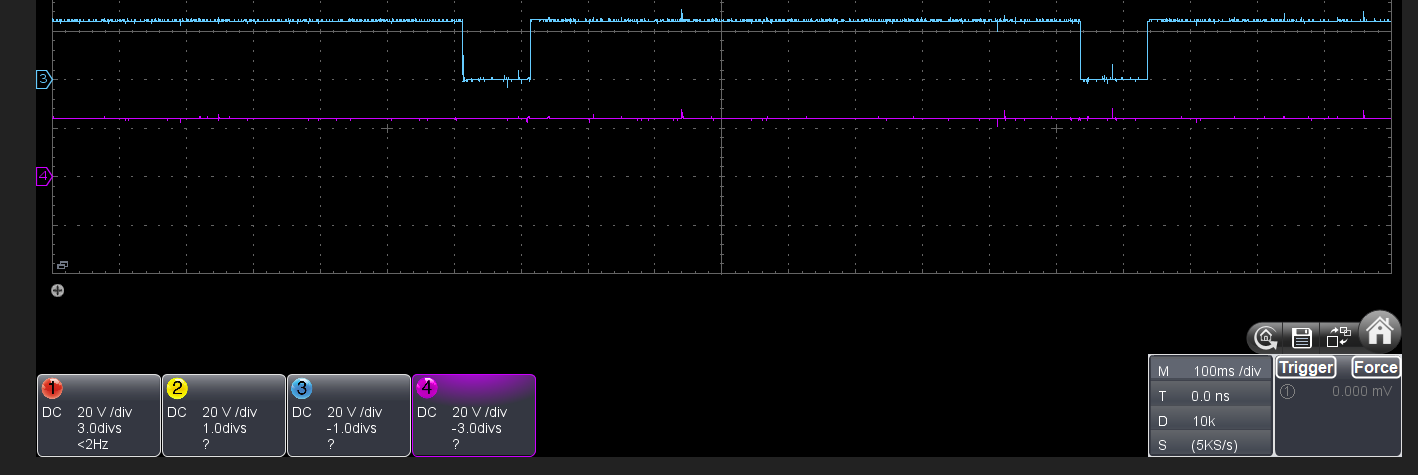 3
4
1 2 3 4
DC 20 V /div DC 20 V /div DC 20 V /div DC 20 V /div
3.0divs 1.0divs -1.0divs -3.0divs
<2Hz ? ? ?
M 100ms /div
T 0.0 ns
D 10k
S (5KS/s)
Trigger Force
1 0.000 mV